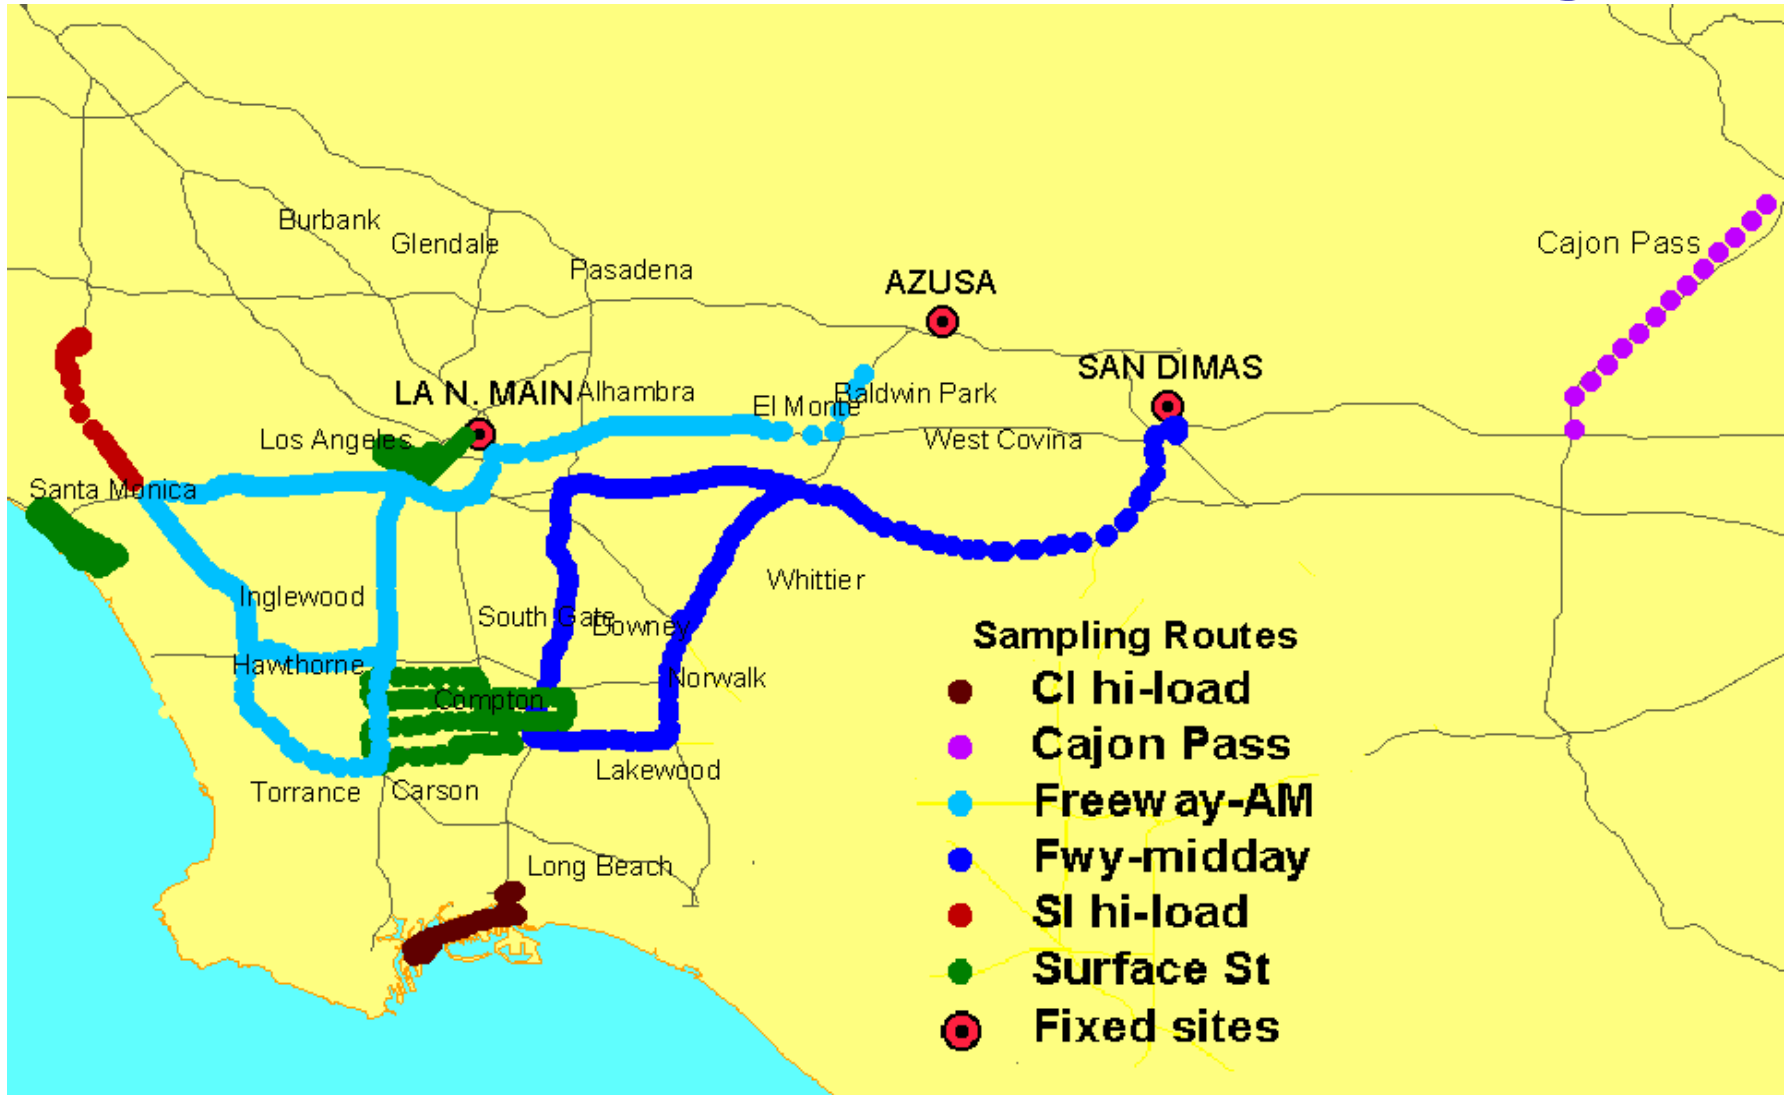 Burbank
Glendale
Cajon Pass
Pasadena
AZUSA
SAN DIMAS
LA N. MAIN
Alhambra
El Monte
Baldwin Park
Los Angeles
West Covina
Santa Monica
Inglewood
Whittier
South Gate
Downey
Hawthorne
Norwalk
Compton
Lakewood
Torrance
Carson
Long Beach
Sampling Routes
CI hi-load
Cajon Pass
Freeway-AM
Fwy-midday
SI hi-load
Surface St
Fixed sites